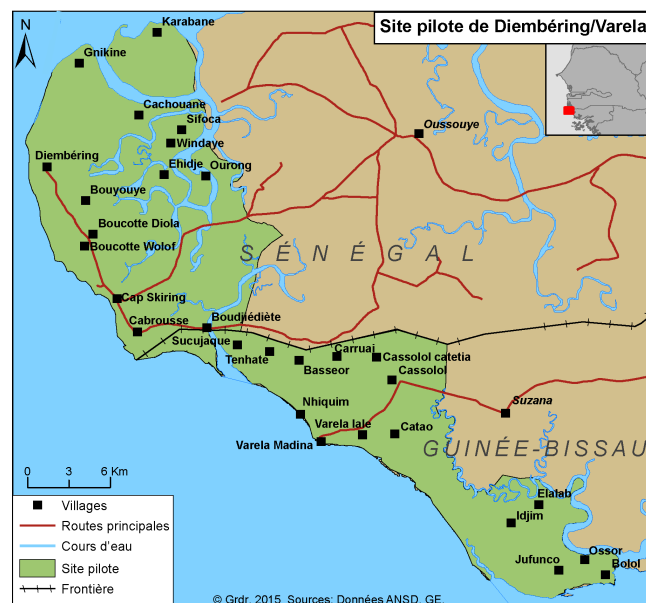 Site pilote de Diembéring/Varela
N
Karabane
Gnikine
Cachouane
Sifoca
Oussouye
Windaye
Diembéring
Ehidje
Ourong
Bouyouye
Boucotte Diola
Boucotte Wolof
SÉNÉGAL
Cap Skiring
Cabrousse
Boudjiédiète
Sucujaque
Tenhate
Carruai
Basseor
Cassolol catetia
Cassolol
Nhiquim
Suzana
Varela Iale
Catao
Varela Madina
GUINÉE-BISSAU
0 3 6 Km
Elalab
Idjim
Ossor
Jufunco
Bolol
Villages
Routes principales
Cours d'eau
Site pilote
Frontière
© Grdr, 2015 Sources: Données ANSD, GE,